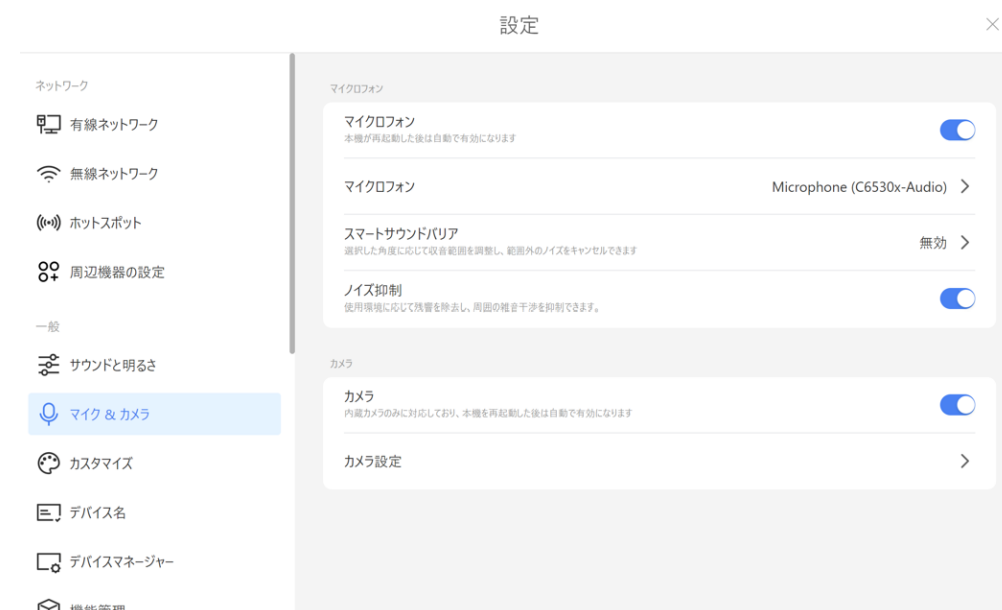 設定
ネットワーク
有線ネットワーク
無線ネットワーク
ホットスポット
周辺機器の設定
一般
サウンドと明るさ
マイク & カメラ
カスタマイズ
デバイス名
デバイスマネージャー
機能管理
マイクロフォン
マイクロフォン
本機が再起動した後は自動で有効になります
マイクロフォン
Microphone (C6530x-Audio)
スマートサウンドバリア
選択した角度に応じて収音範囲を調整し、範囲外のノイズをキャンセルできます
無効
ノイズ抑制
使用環境に応じて残響を除去し、周囲の雑音干渉を抑制できます。
カメラ
カメラ
内蔵カメラのみに対応しており、本機を再起動した後は自動で有効になります
カメラ設定